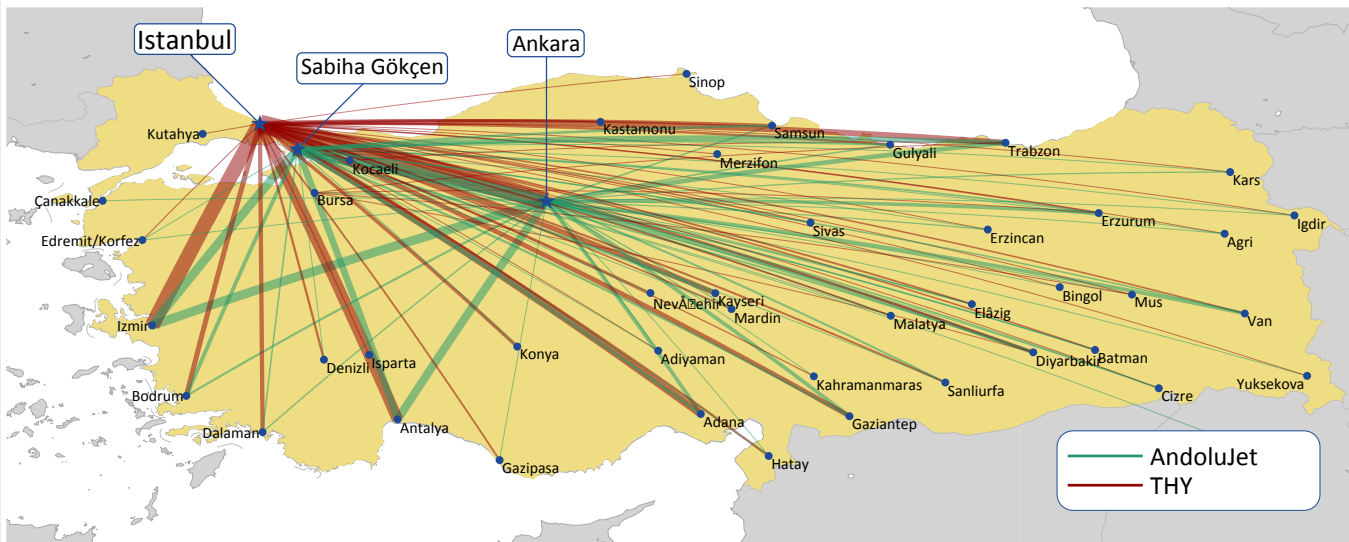 Istanbul
Ankara
Sabiha Gökçen
Sinop
Kutahya
Kastamonu
Samsun
Kocaeli
Merzifon
Gulyali
Trabzon
Kars
Çanakkale
Bursa
Edremit/Korfez
Sivas
Erzincan
Erzurum
Agri
Igdir
Izmir
Kayseri
Mardin
Malatya
Elâzig
Bingol
Mus
Van
Denizli
Isparta
Konya
Adiyaman
Kahramanmaras
Sanliurfa
Diyarbakir
Batman
Cizre
Yuksekova
Bodrum
Dalaman
Antalya
Gazipasa
Adana
Hatay
Gaziantep
AndoluJet
THY